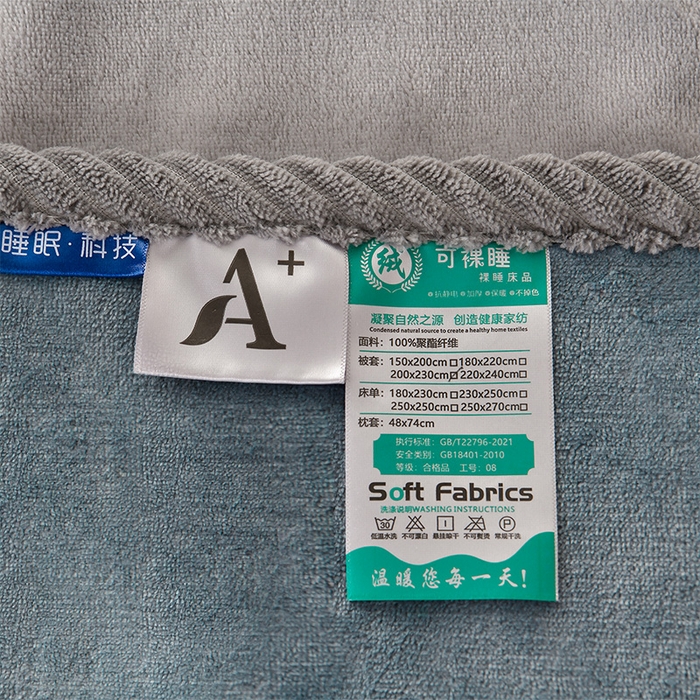 睡眠·科技
A+
绒
可裸睡
裸睡床品
抗静电 加厚 保暖 不掉色
凝聚自然之源 创造健康家纺
Condensed natural source to create a healthy home textiles
面料：100%聚酯纤维
被套：150x200cm□180x220cm□
200x230cm☑220x240cm□
床单：180x230cm□230x250cm□
250x250cm□250x270cm□
枕套：48x74cm
执行标准：GB/T22796-2021
安全类别：GB18401-2010
等级：合格品 工号：08
Soft Fabrics
洗涤说明WASHING INSTRUCTIONS
30 P
低温水洗 不可漂白 悬挂晾干 不可熨烫 常规干洗
温暖您每一天！